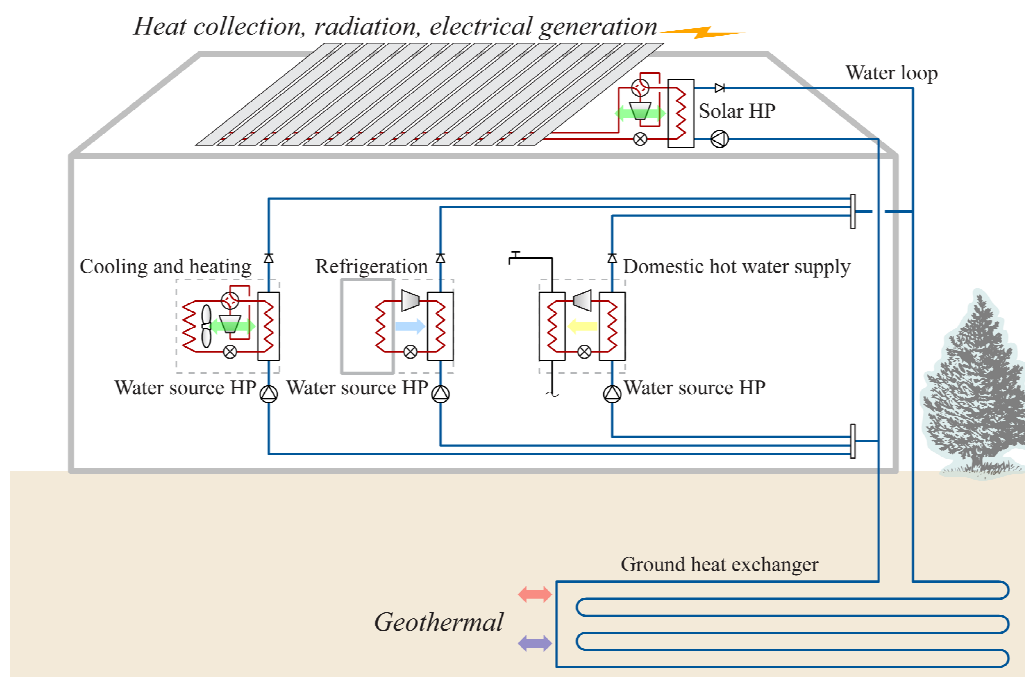 Heat collection, radiation, electrical generation
Water loop
Solar HP
Cooling and heating
Refrigeration
Domestic hot water supply
Water source HP
Water source HP
Water source HP
Ground heat exchanger
Geothermal